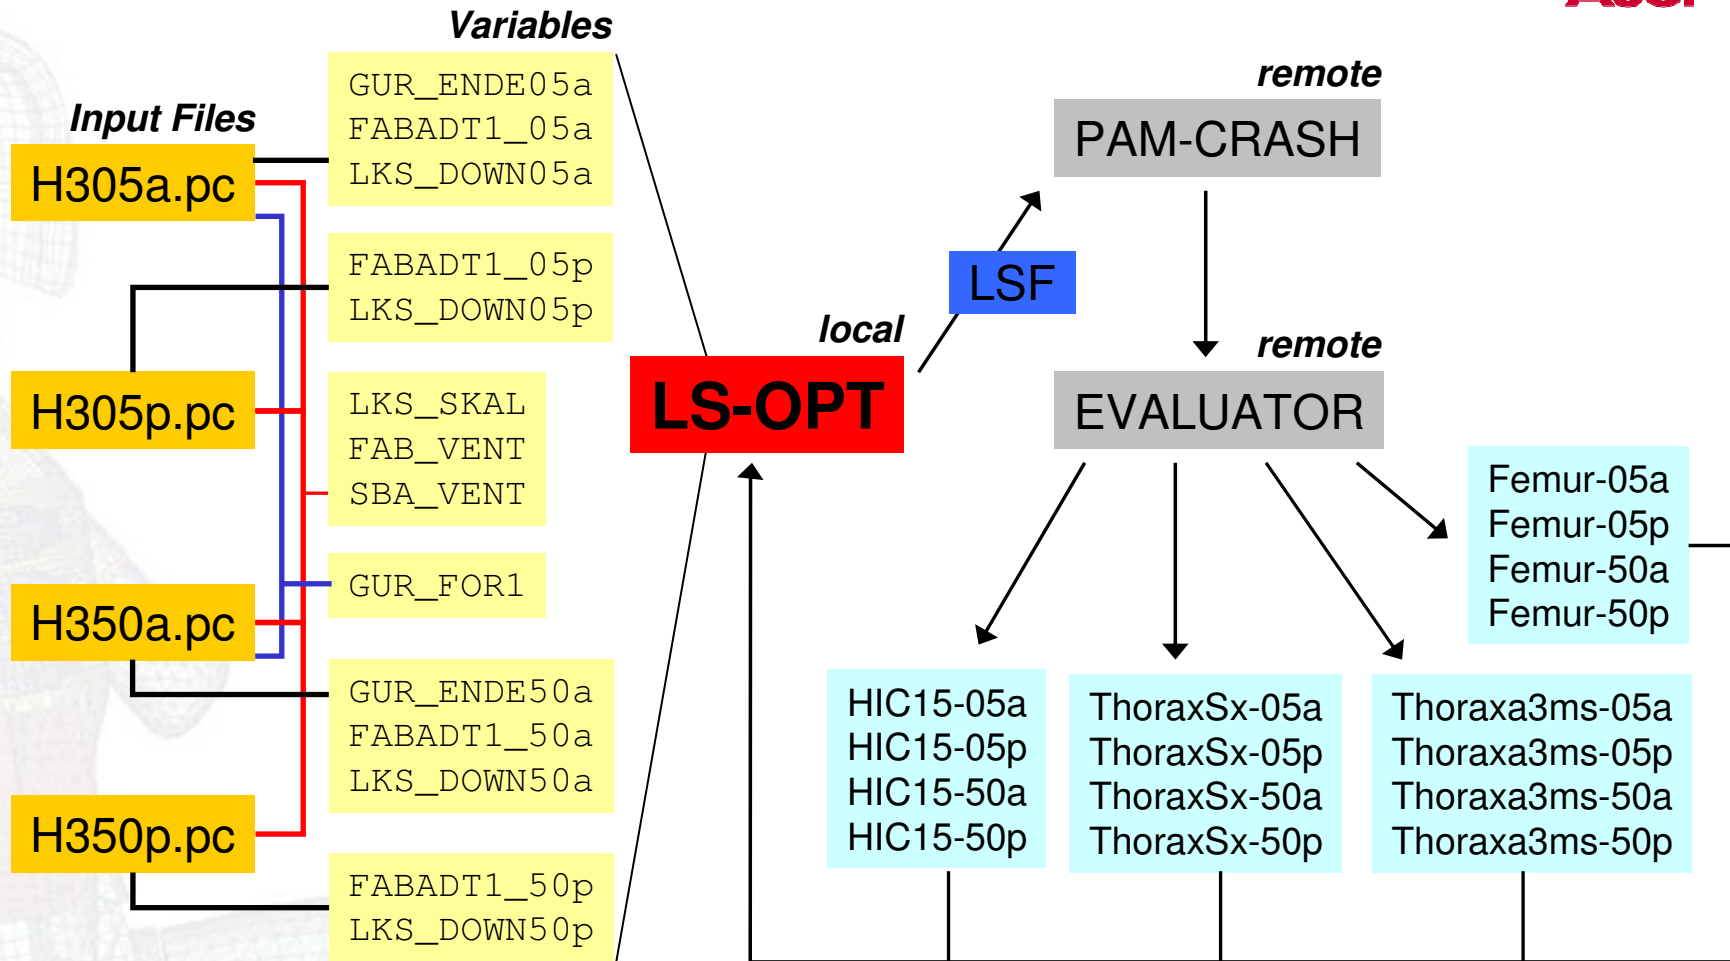 Variables
Input Files
H305a.pc
H305p.pc
H350a.pc
H350p.pc
GUR_ENDE05a
FABADT1_05a
LKS_DOWN05a
FABADT1_05p
LKS_DOWN05p
LKS_SKAL
FAB_VENT
SBA_VENT
GUR_FOR1
GUR_ENDE50a
FABADT1_50a
LKS_DOWN50a
FABADT1_50p
LKS_DOWN50p
local
LS-OPT
LSF
remote
PAM-CRASH
remote
EVALUATOR
Femur-05a
Femur-05p
Femur-50a
Femur-50p
HIC15-05a
HIC15-05p
HIC15-50a
HIC15-50p
ThoraxSx-05a
ThoraxSx-05p
ThoraxSx-50a
ThoraxSx-50p
Thoraxa3ms-05a
Thoraxa3ms-05p
Thoraxa3ms-50a
Thoraxa3ms-50p